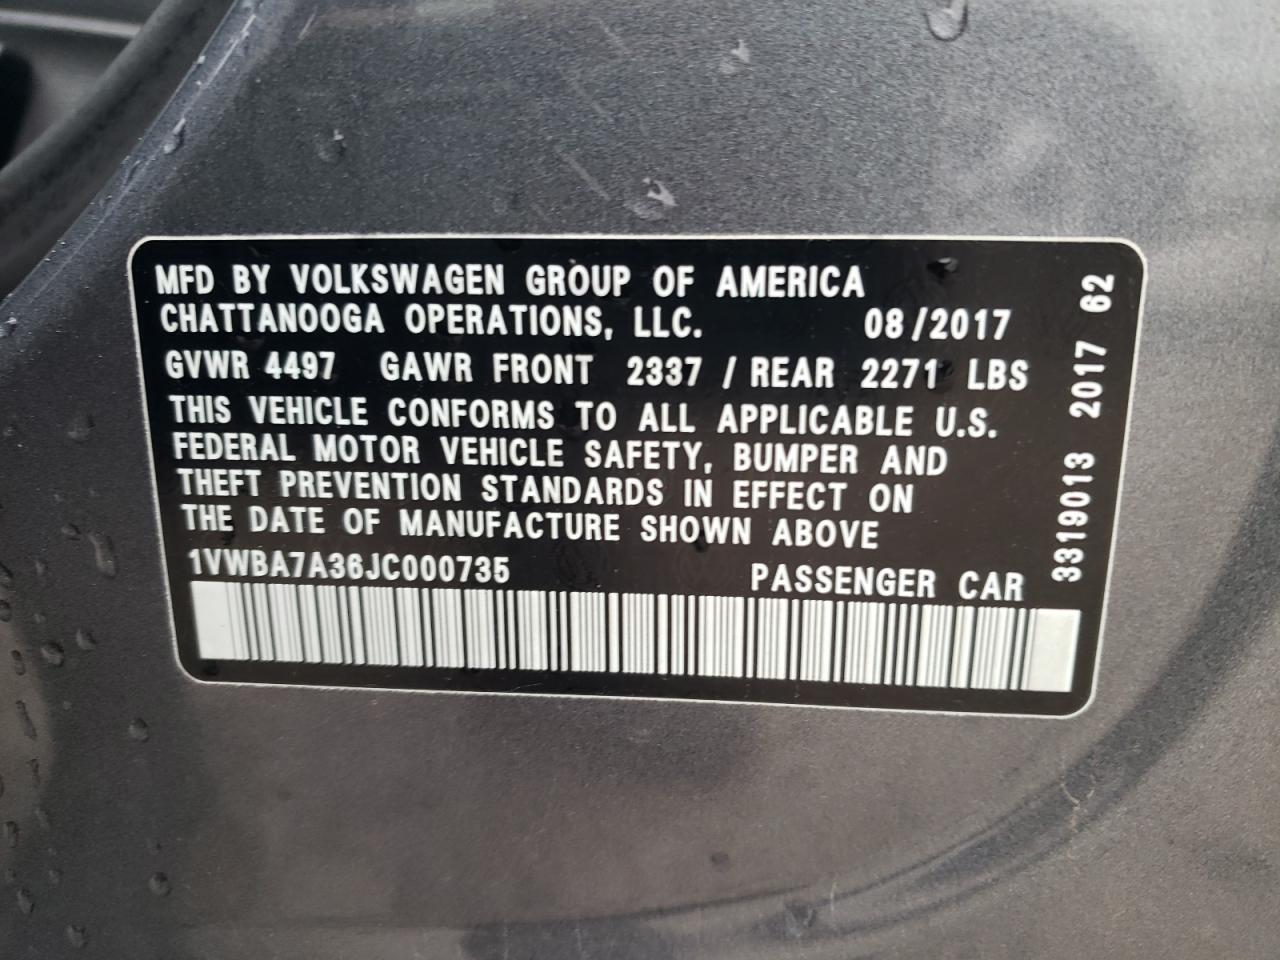 MFD BY VOLKSWAGEN GROUP OF AMERICA
CHATTANOOGA OPERATIONS, LLC. 08/2017
GVWR 4497 GAWR FRONT 2337 / REAR 2271 LBS
THIS VEHICLE CONFORMS TO ALL APPLICABLE U.S.
FEDERAL MOTOR VEHICLE SAFETY, BUMPER AND
THEFT PREVENTION STANDARDS IN EFFECT ON
THE DATE OF MANUFACTURE SHOWN ABOVE
1VWBA7A36JC000735 PASSENGER CAR
3319013 2017 62